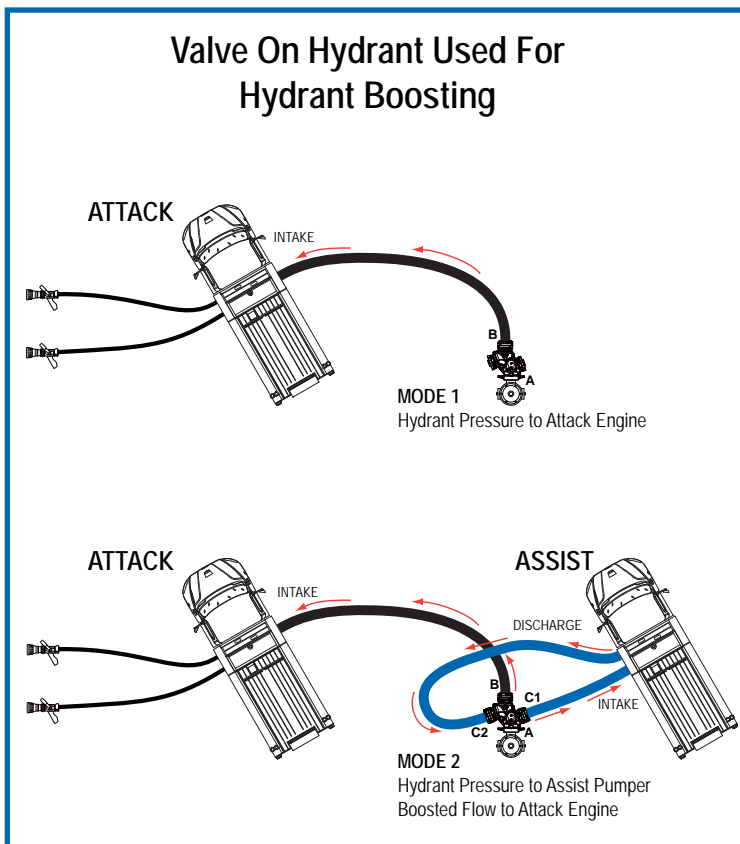 Valve On Hydrant Used For
Hydrant Boosting
ATTACK
INTAKE
B
A
MODE 1
Hydrant Pressure to Attack Engine
ATTACK
ASSIST
INTAKE
DISCHARGE
B
C1
INTAKE
C2
A
MODE 2
Hydrant Pressure to Assist Pumper
Boosted Flow to Attack Engine